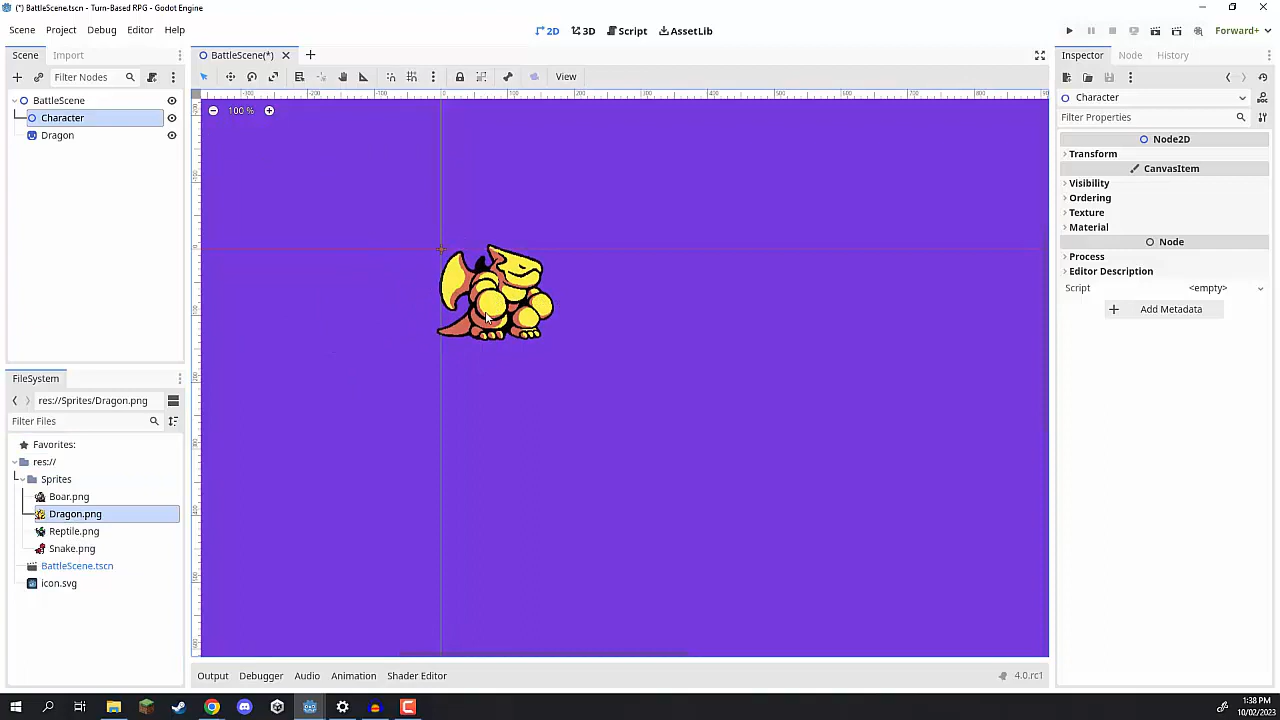 (*) BattleScene.tscn - Turn-Based RPG - Godot Engine
Scene Project Debug Editor Help
2D 3D Script AssetLib
Forward+
Scene Import
BattleScene(*)
Inspector Node History
Filter Nodes
View
BattleScene
Character
Dragon
100 %
Character
Filter Properties
Node2D
Transform
CanvasItem
Visibility
Ordering
Texture
Material
Node
Process
Editor Description
Script <empty>
Add Metadata
FileSystem
res://Sprites/Dragon.png
Filter Files
Favorites:
res://
Sprites
Boar.png
Dragon.png
Reptile.png
Snake.png
BattleScene.tscn
icon.svg
Output Debugger Audio Animation Shader Editor
4.0.rc1
1:38 PM
10/02/2023